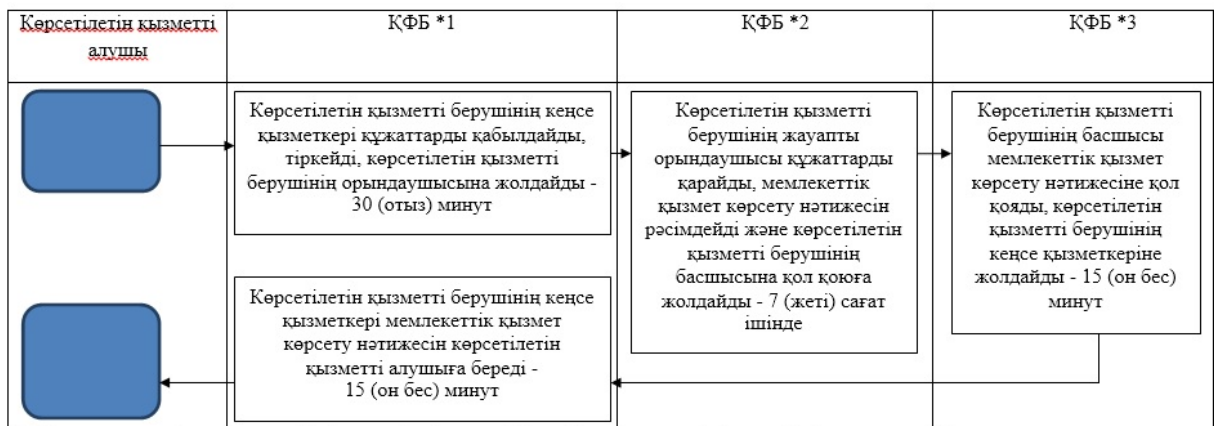 Көрсетілетін қызметті
алушы
ҚФБ *1
ҚФБ *2
ҚФБ *3
Көрсетілетін қызметті берушінің кеңсе
қызметкері құжаттарды қабылдайды,
тіркейді, көрсетілетін қызметті
берушінің орындаушысына жолдайды -
30 (отыз) минут
Көрсетілетін қызметті
берушінің жауапты
орындаушысы құжаттарды
қарайды, мемлекеттік
қызмет көрсету нәтижесін
рәсімдейді және көрсетілетін
қызметті берушінің
басшысына қол қоюға
жолдайды - 7 (жеті) сағат
ішінде
Көрсетілетін қызметті
берушінің басшысы
мемлекеттік қызмет
көрсету нәтижесіне қол
қояды, көрсетілетін
қызметті берушінің
кеңсе қызметкеріне
жолдайды - 15 (он бес)
минут
Көрсетілетін қызметті берушінің кеңсе
қызметкері мемлекеттік қызмет
көрсету нәтижесін көрсетілетін
қызметті алушыға береді -
15 (он бес) минут